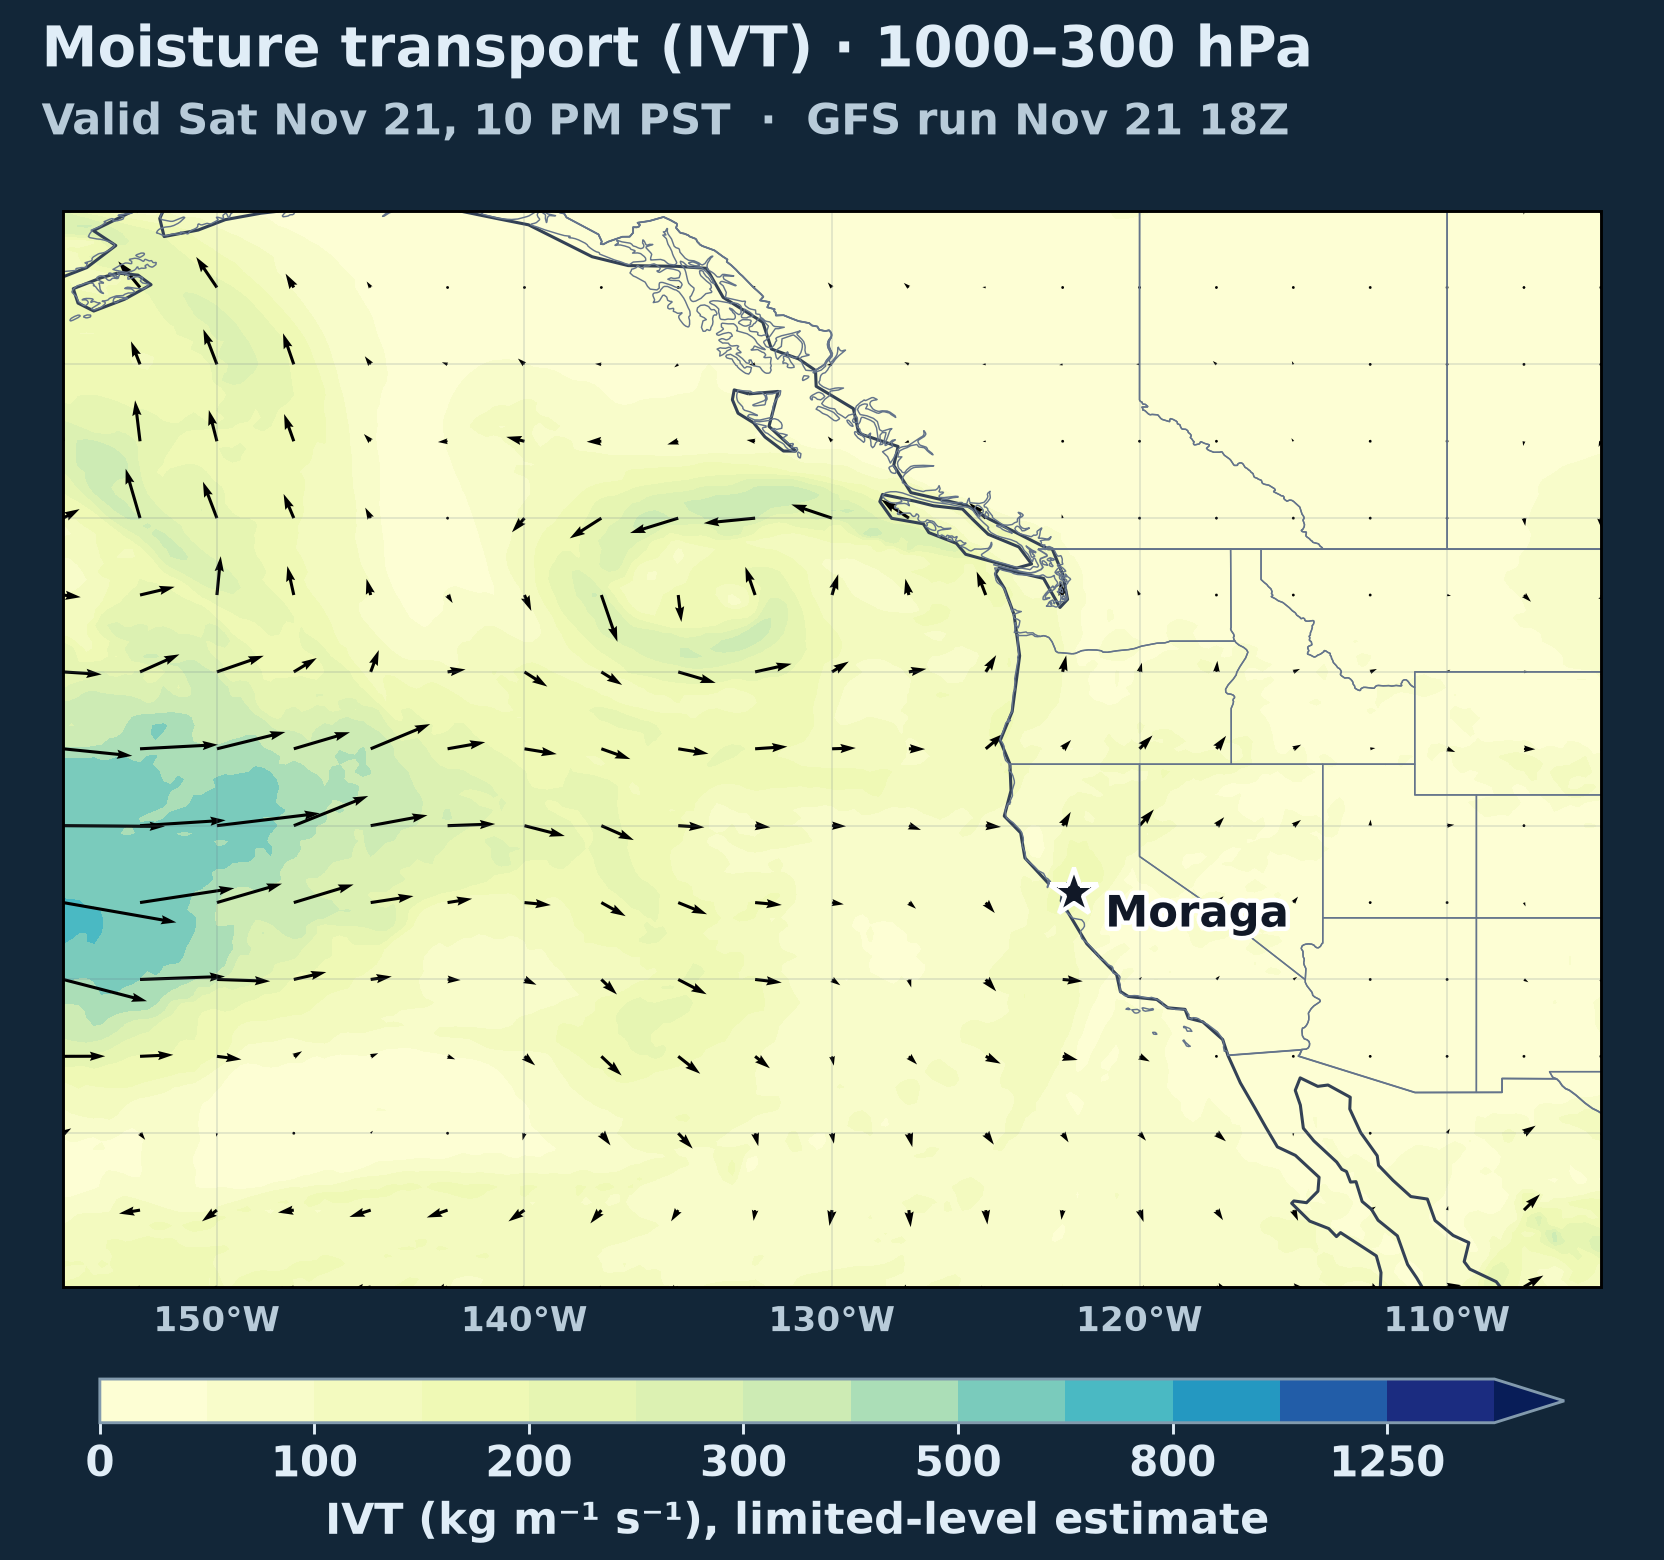 Moisture transport (IVT) · 1000–300 hPa
Valid Sat Nov 21, 10 PM PST · GFS run Nov 21 18Z
Moraga
150°W 140°W 130°W 120°W 110°W
0 100 200 300 500 800 1250
IVT (kg m⁻¹ s⁻¹), limited-level estimate